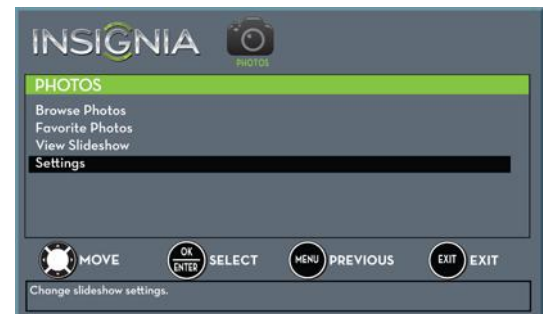 INSIGNIA
PHOTOS
PHOTOS
Browse Photos
Favorite Photos
View Slideshow
Settings
MOVE OK ENTER SELECT MENU PREVIOUS EXIT EXIT
Change slideshow settings.